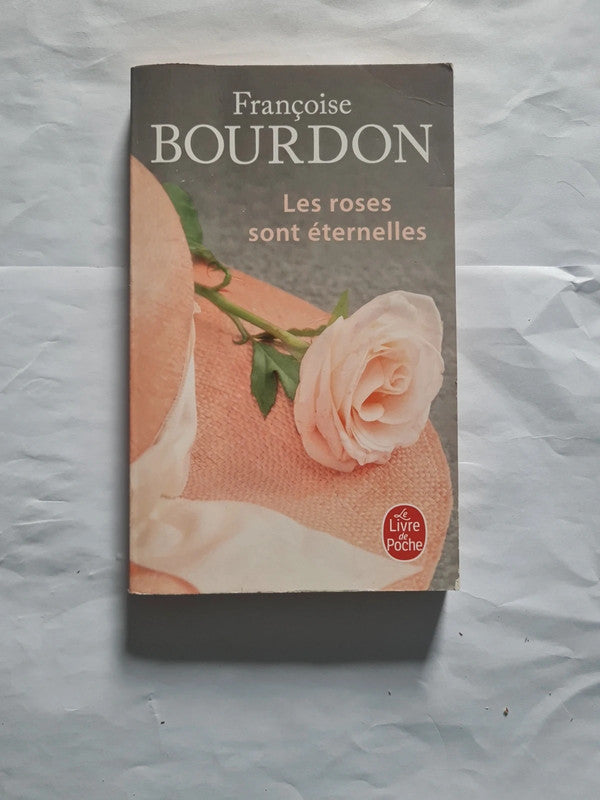 Françoise
BOURDON
Les roses
sont éternelles
Le
Livre
de
Poche